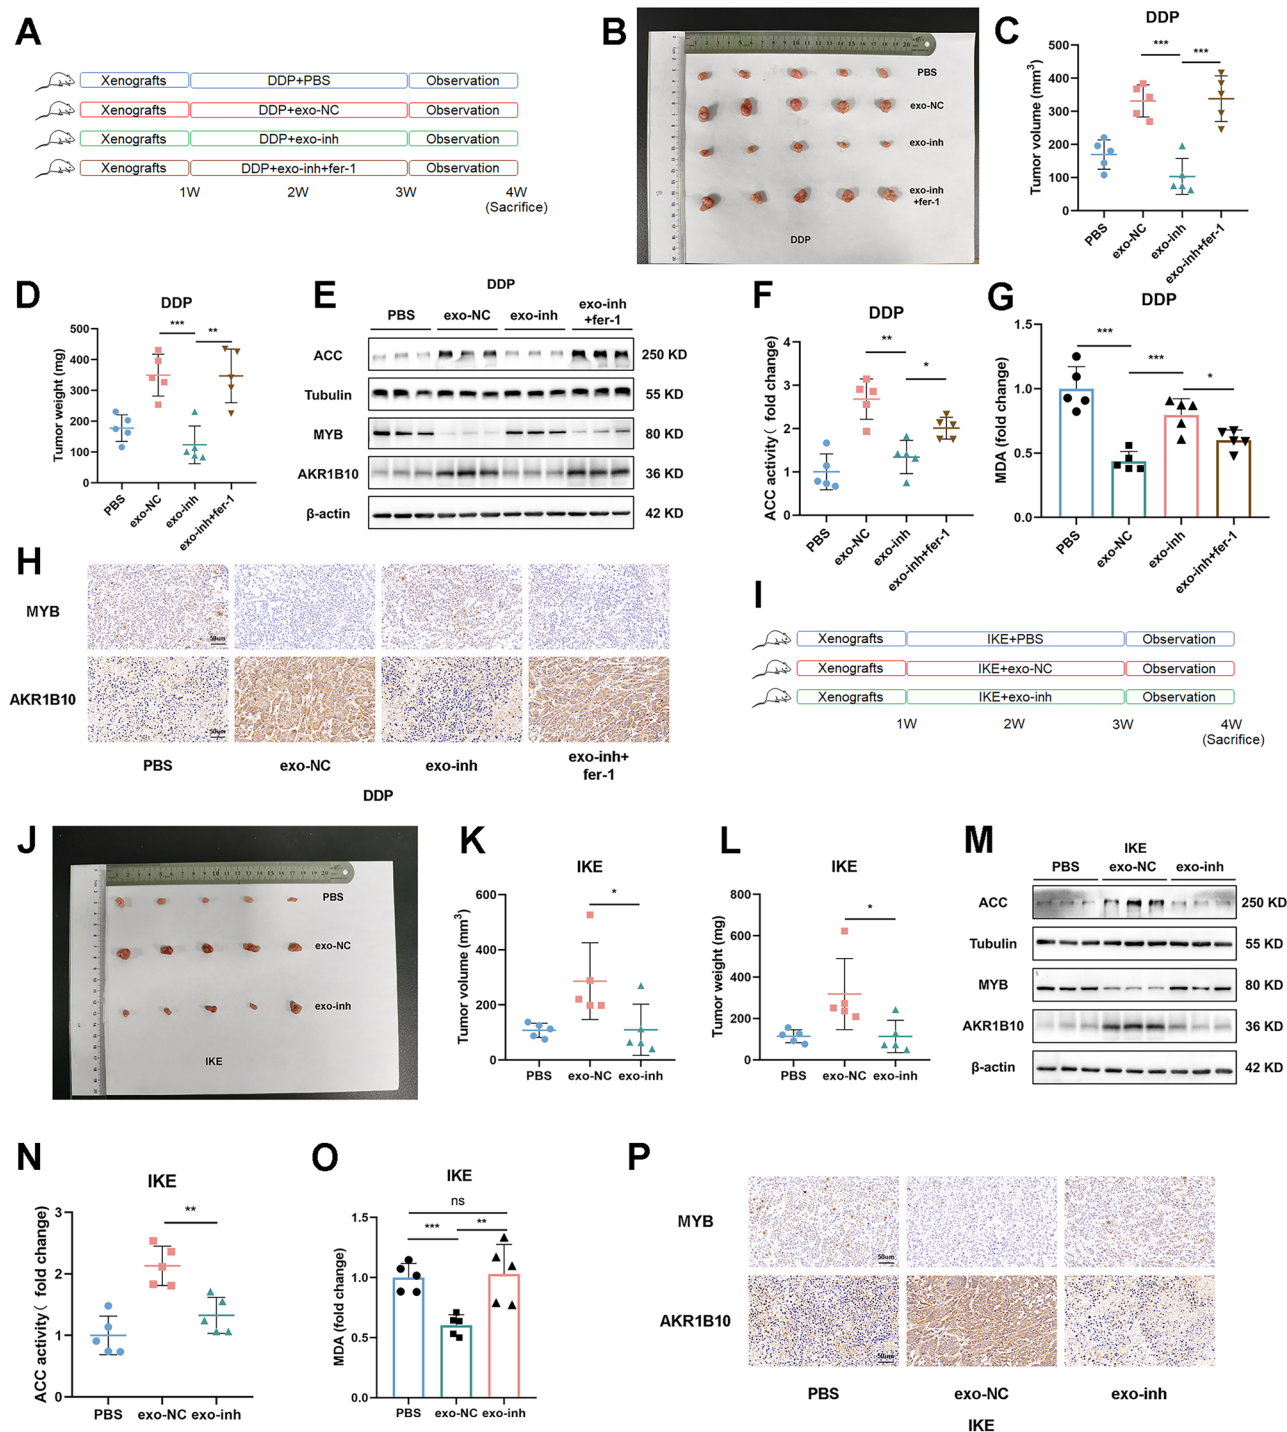 A
Xenografts DDP+PBS Observation
Xenografts DDP+exo-NC Observation
Xenografts DDP+exo-inh Observation
Xenografts DDP+exo-inh+fer-1 Observation
1W 2W 3W 4W
(Sacrifice)
B
PBS
exo-NC
exo-inh
exo-inh
+fer-1
DDP
C
DDP
*** ***
Tumor volume (mm3)
500
400
300
200
100
0
PBS exo-NC exo-inh exo-inh+fer-1
D
DDP
*** **
Tumor weight (mg)
500
400
300
200
100
0
PBS exo-NC exo-inh exo-inh+fer-1
E
DDP
PBS exo-NC exo-inh exo-inh
+fer-1
ACC 250 KD
Tubulin 55 KD
MYB 80 KD
AKR1B10 36 KD
β-actin 42 KD
F
DDP
** *
ACC activity( fold change)
4
3
2
1
0
PBS exo-NC exo-inh exo-inh+fer-1
G
DDP
*** *** *
MDA (fold change)
1.5
1.0
0.5
0.0
PBS exo-NC exo-inh exo-inh+fer-1
H
MYB
50um
AKR1B10
50um
PBS exo-NC exo-inh exo-inh+
fer-1
DDP
I
Xenografts IKE+PBS Observation
Xenografts IKE+exo-NC Observation
Xenografts IKE+exo-inh Observation
1W 2W 3W 4W
(Sacrifice)
J
PBS
exo-NC
exo-inh
IKE
K
IKE
*
Tumor volume (mm3)
600
400
200
0
PBS exo-NC exo-inh
L
IKE
*
Tumor weight (mg)
800
600
400
200
0
PBS exo-NC exo-inh
M
IKE
PBS exo-NC exo-inh
ACC 250 KD
Tubulin 55 KD
MYB 80 KD
AKR1B10 36 KD
β-actin 42 KD
N
IKE
**
ACC activity( fold change)
3
2
1
0
PBS exo-NC exo-inh
O
IKE
ns
*** **
MDA (fold change)
1.5
1.0
0.5
0.0
PBS exo-NC exo-inh
P
MYB
50um
AKR1B10
50um
PBS exo-NC exo-inh
IKE